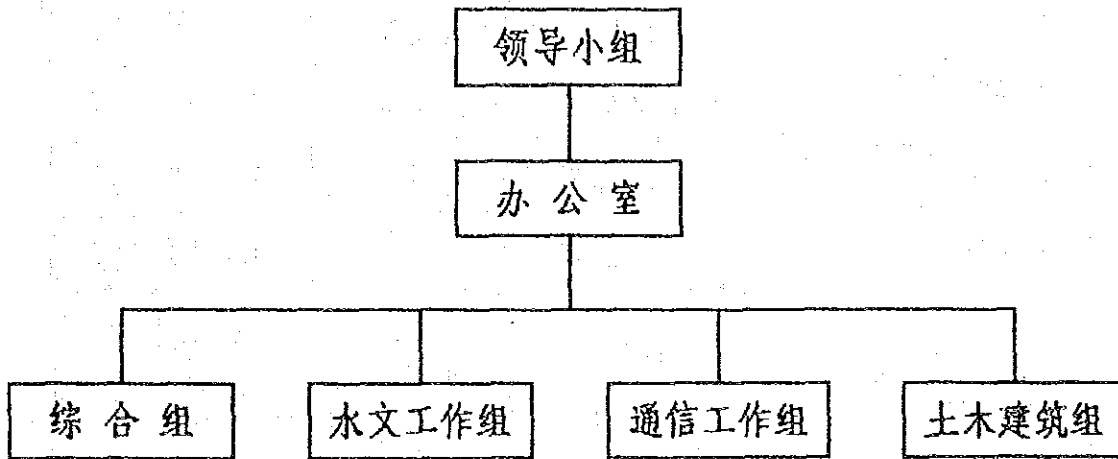 领导小组
办公室
综合组
水文工作组
通信工作组
土木建筑组